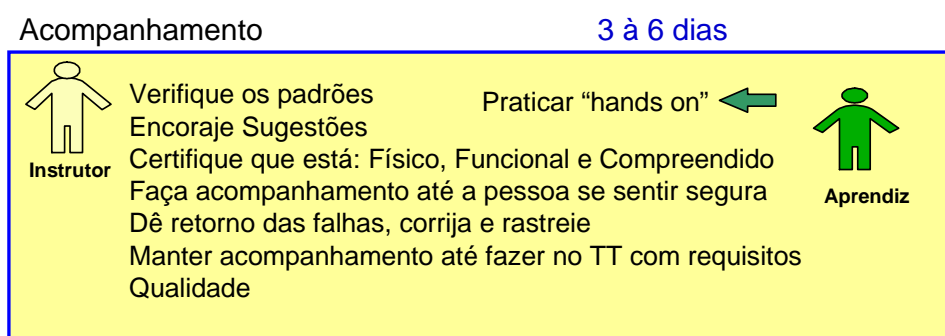 Acompanhamento 3 à 6 dias
Verifique os padrões Praticar “hands on”
Encoraje Sugestões
Certifique que está: Físico, Funcional e Compreendido
Instrutor
Faça acompanhamento até a pessoa se sentir segura
Aprendiz
Dê retorno das falhas, corrija e rastreie
Manter acompanhamento até fazer no TT com requisitos
Qualidade